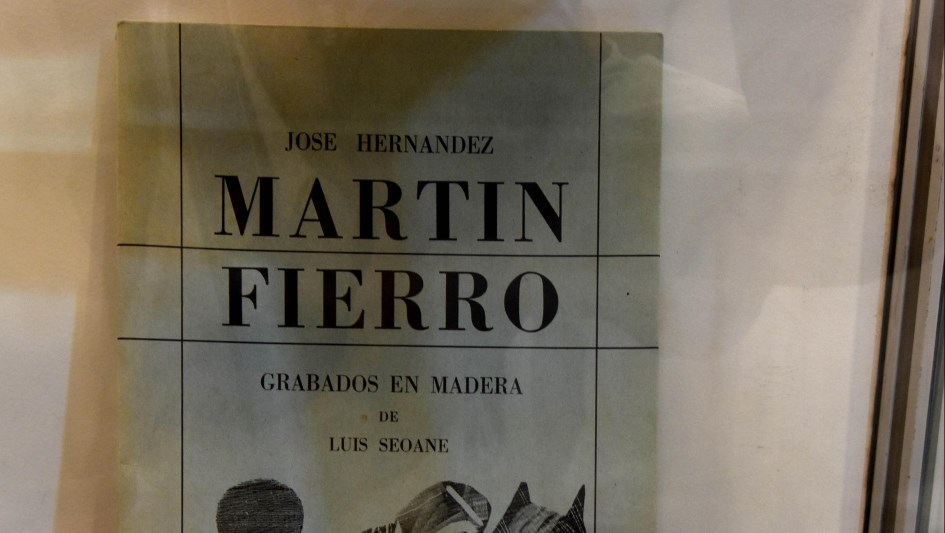 JOSE HERNANDEZ
MARTIN
FIERRO
GRABADOS EN MADERA
DE
LUIS SEOANE